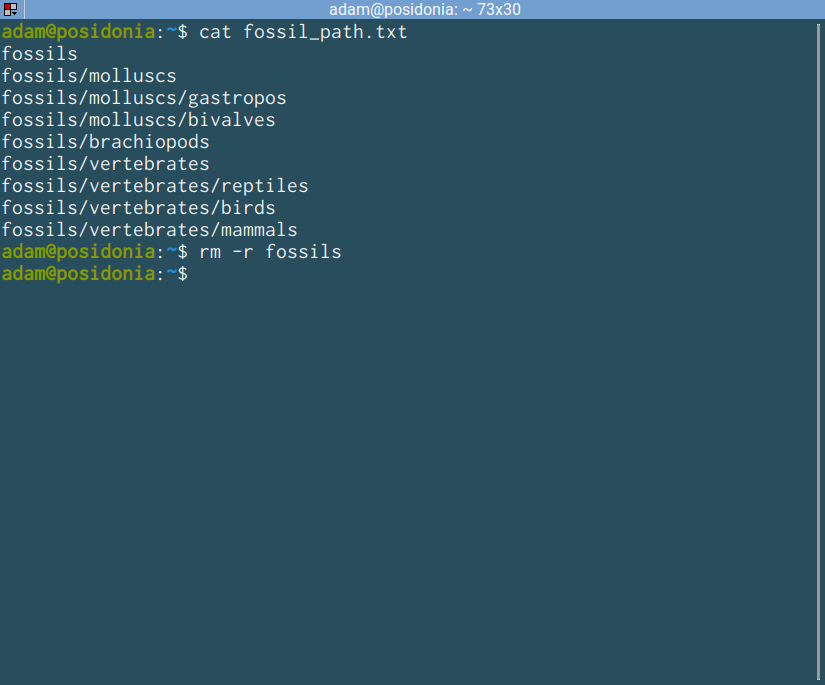 adam@posidonia: ~ 73x30
adam@posidonia:~$ cat fossil_path.txt
fossils
fossils/molluscs
fossils/molluscs/gastropos
fossils/molluscs/bivalves
fossils/brachiopods
fossils/vertebrates
fossils/vertebrates/reptiles
fossils/vertebrates/birds
fossils/vertebrates/mammals
adam@posidonia:~$ rm -r fossils
adam@posidonia:~$